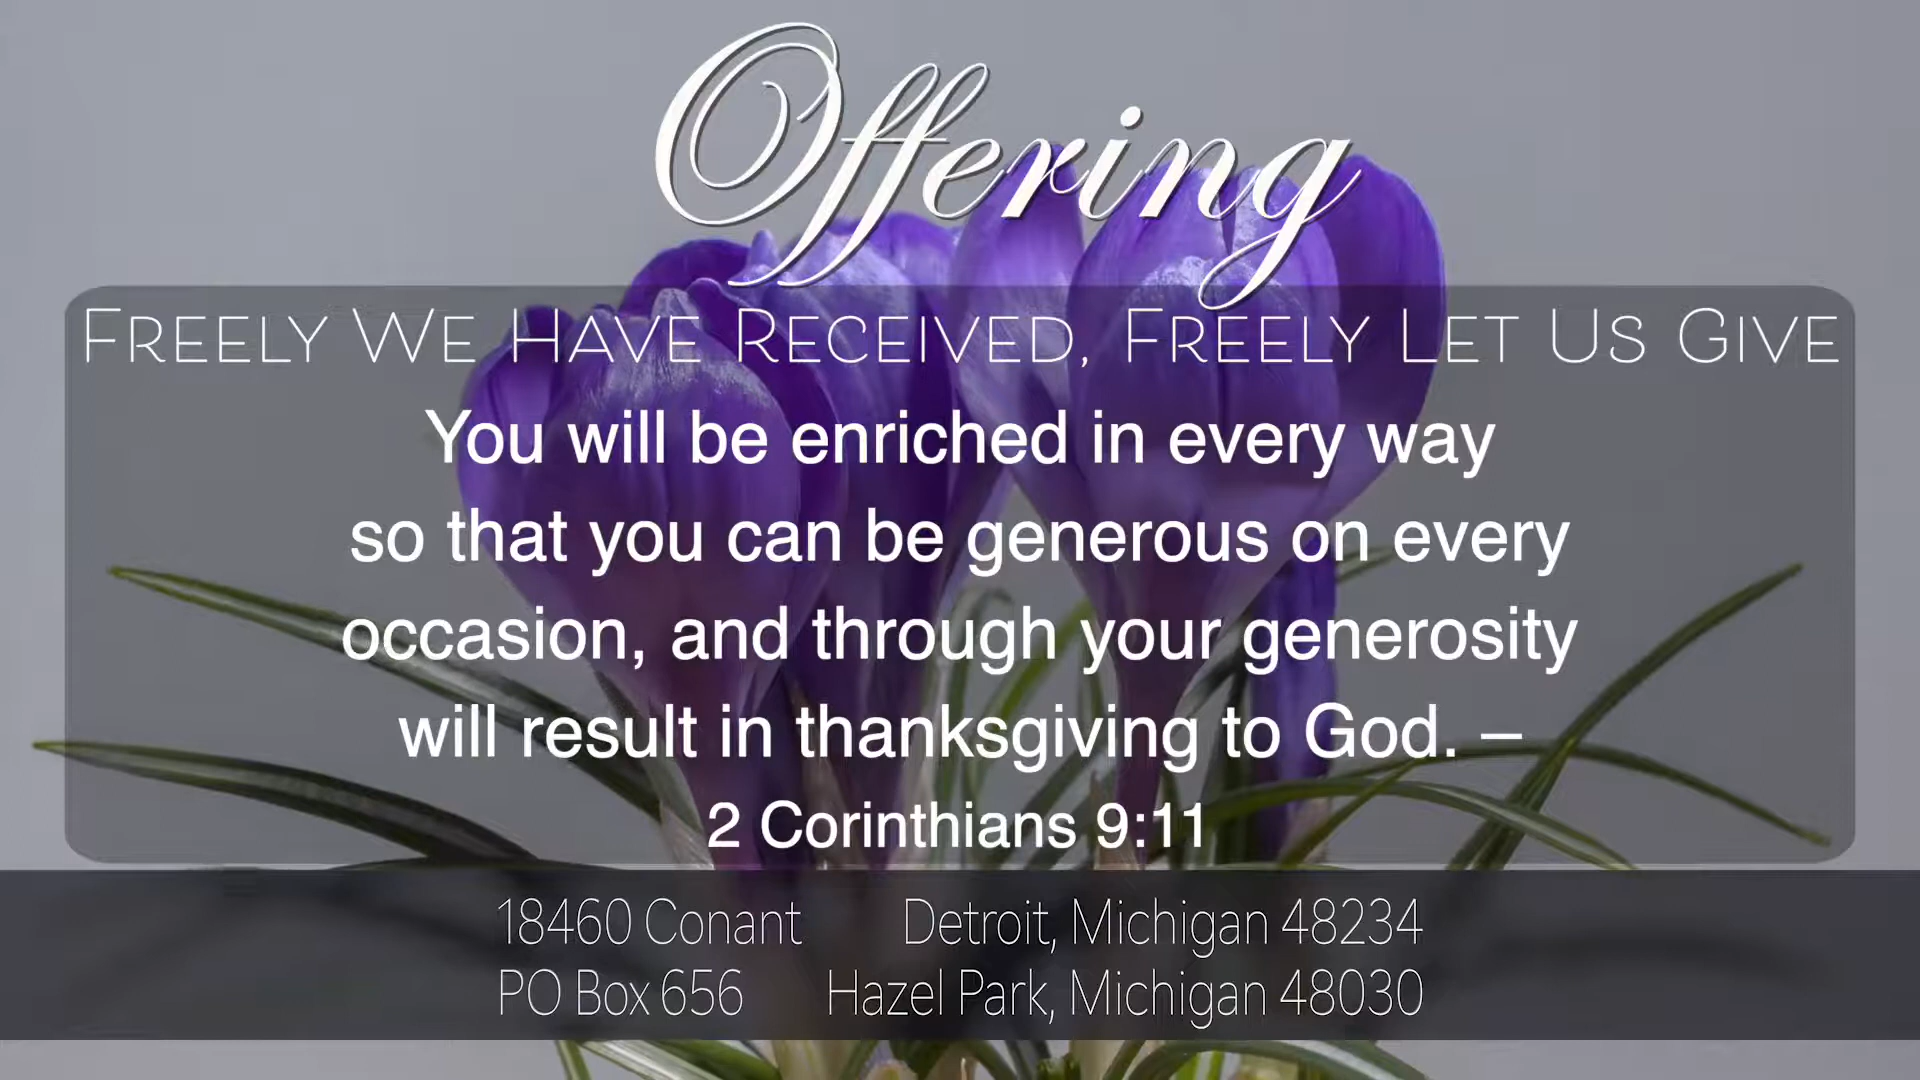 Offering
Freely We Have Received, Freely Let Us Give
You will be enriched in every way
so that you can be generous on every
occasion, and through your generosity
will result in thanksgiving to God. –
2 Corinthians 9:11
18460 Conant Detroit, Michigan 48234
PO Box 656 Hazel Park, Michigan 48030